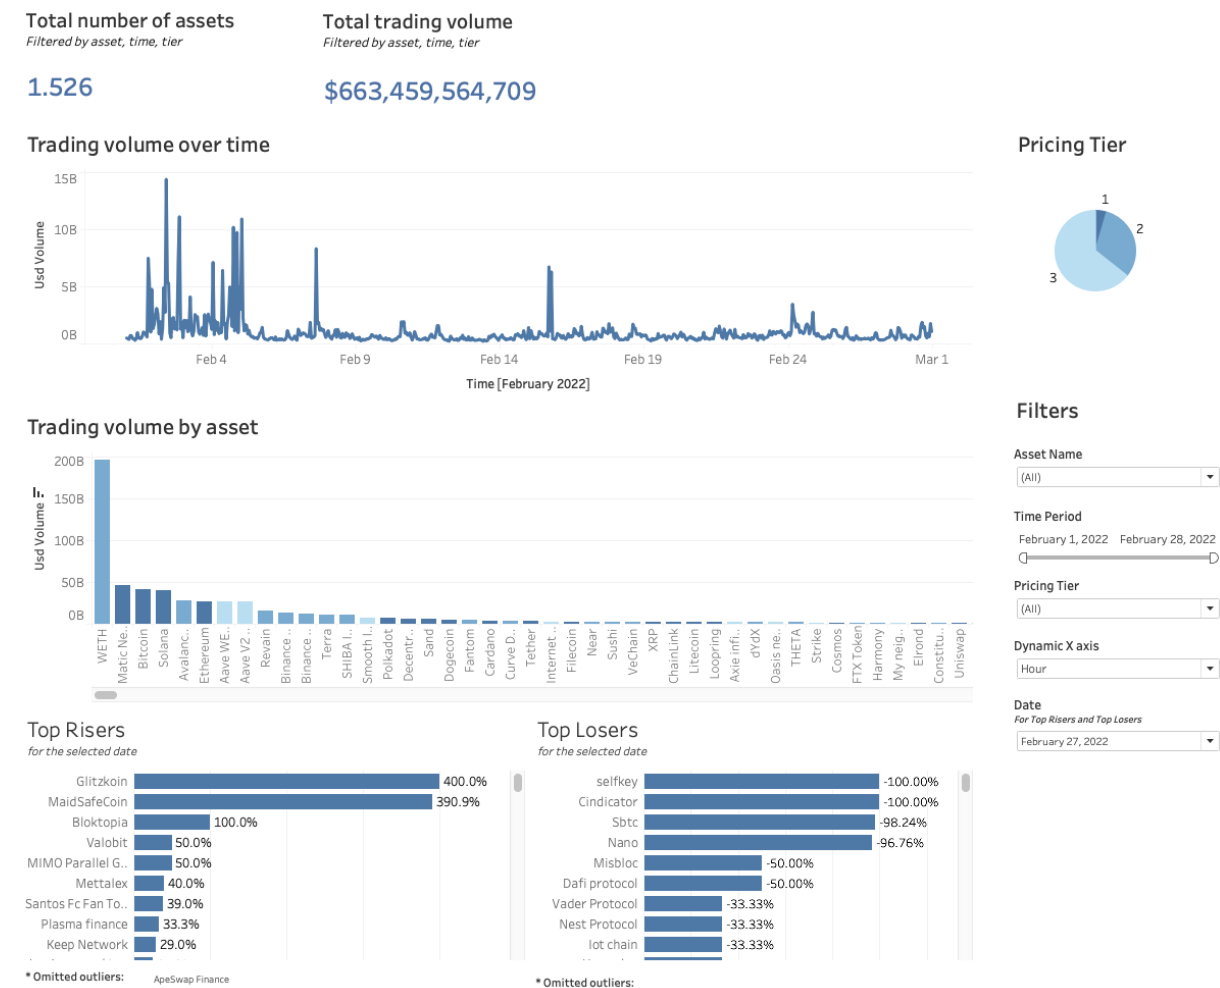 Total number of assets
Filtered by asset, time, tier
1.526
Total trading volume
Filtered by asset, time, tier
$663,459,564,709
Trading volume over time
Usd Volume
15B
10B
5B
0B
Feb 4 Feb 9 Feb 14 Feb 19 Feb 24 Mar 1
Time [February 2022]
Pricing Tier
1
2
3
Trading volume by asset
Usd Volume
200B
150B
100B
50B
0B
WETH
Matic Ne..
Bitcoin
Solana
Avalanc..
Ethereum
Aave WE..
Aave V2 ..
Revain
Binance ..
Binance ..
Terra
SHIBA I..
Smooth l..
Polkadot
Decentr..
Sand
Dogecoin
Fantom
Cardano
Curve D..
Tether
Internet ..
Filecoin
Near
Sushi
VeChain
XRP
ChainLink
Litecoin
Loopring
Axie infi..
dYdX
Oasis ne..
THETA
Strike
Cosmos
FTX Token
Harmony
My neig..
Elrond
Constitu..
Uniswap
Filters
Asset Name
(All)
Time Period
February 1, 2022 February 28, 2022
Pricing Tier
(All)
Dynamic X axis
Hour
Date
For Top Risers and Top Losers
February 27, 2022
Top Risers
for the selected date
Glitzkoin 400.0%
MaidSafeCoin 390.9%
Bloktopia 100.0%
Valobit 50.0%
MIMO Parallel G.. 50.0%
Mettalex 40.0%
Santos Fc Fan To.. 39.0%
Plasma finance 33.3%
Keep Network 29.0%
* Omitted outliers: ApeSwap Finance
Top Losers
for the selected date
selfkey -100.00%
Cindicator -100.00%
Sbtc -98.24%
Nano -96.76%
Misbloc -50.00%
Dafi protocol -50.00%
Vader Protocol -33.33%
Nest Protocol -33.33%
Iot chain -33.33%
* Omitted outliers: